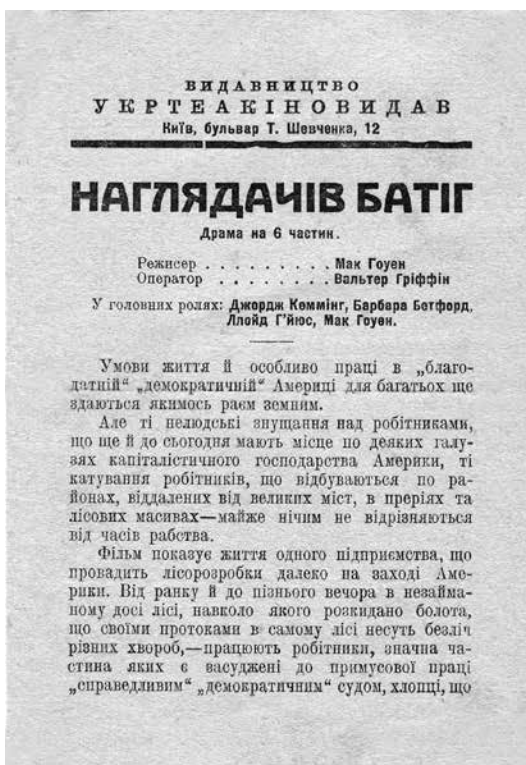 ВИДАВНИЦТВО
УКРТЕАКІНОВИДАВ
Київ, бульвар Т. Шевченка, 12
НАГЛЯДАЧІВ БАТІГ
Драма на 6 частин.
Режисер . . . . . . . . . Мак Гоуен
Оператор . . . . . . . . Вальтер Гріффін
У головних ролях: Джордж Коммінг, Барбара Бетфорд,
Ллойд Г'йюс, Мак Гоуен.
Умови життя й особливо праці в „благо-
датній“ „демократичній“ Америці для багатьох ще
здаються якимось раєм земним.
Але ті нелюдські знущання над робітниками,
що ще й до сьогодня мають місце по деяких галу-
зях капіталістичного господарства Америки, ті
катування робітників, що відбуваються по ра-
йонах, віддалених від великих міст, в преріях та
лісових масивах—майже нічим не відрізняються
від часів рабства.
Фільм показує життя одного підприємства, що
провадить лісорозробки далеко на заході Аме-
рики. Від ранку й до пізнього вечора в незайма-
ному досі лісі, навколо якого розкидано болота,
що своїми протоками в самому лісі несуть безліч
різних хвороб,—працюють робітники, значна ча-
стина яких є васуджені до примусової праці
„справедливим“ „демократичним“ судом, хлопці, що